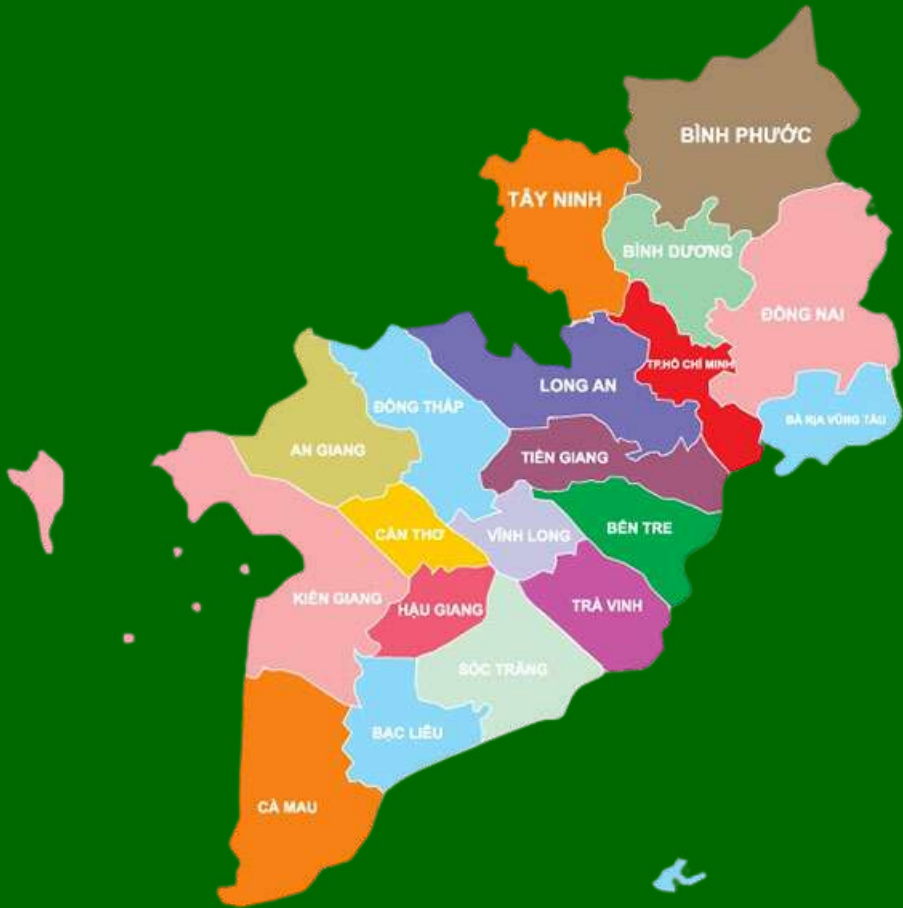 BÌNH PHƯỚC
TÂY NINH
BÌNH DƯƠNG
ĐỒNG NAI
TP.HỒ CHÍ MINH
LONG AN
ĐỒNG THÁP
BÀ RỊA VŨNG TÀU
AN GIANG
TIỀN GIANG
BẾN TRE
CẦN THƠ
VĨNH LONG
KIÊN GIANG
HẬU GIANG
TRÀ VINH
SÓC TRĂNG
BẠC LIÊU
CÀ MAU